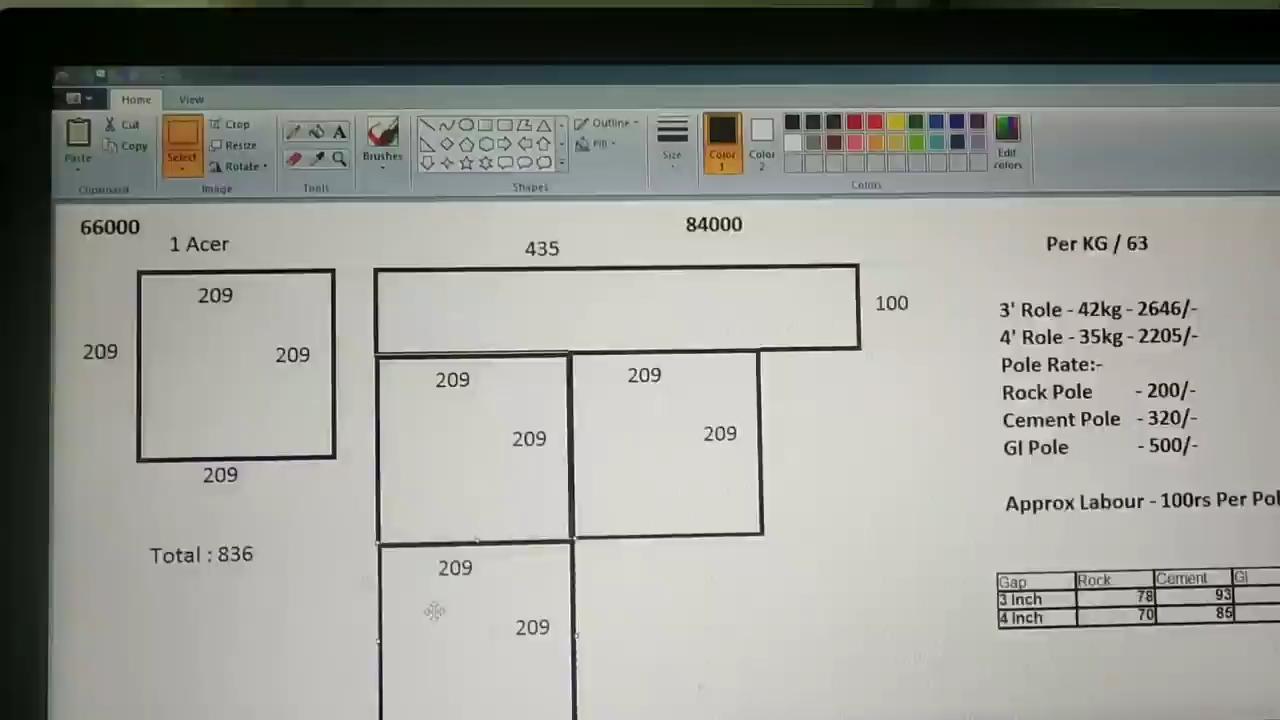 Home View
Cut
Copy
Paste
Clipboard
Select
Crop
Resize
Rotate
Image
A
Tools
Brushes
Shapes
Outline
Fill
Size
Color 1
Color 2
Colors
Edit colors
66000
1 Acer
209
209
209
209
Total : 836
84000
435
100
209
209
209
209
209
209
Per KG / 63
3' Role - 42kg - 2646/-
4' Role - 35kg - 2205/-
Pole Rate:-
Rock Pole - 200/-
Cement Pole - 320/-
GI Pole - 500/-
Approx Labour - 100rs Per Pol
Gap Rock Cement GI
3 Inch 78 93
4 Inch 70 85